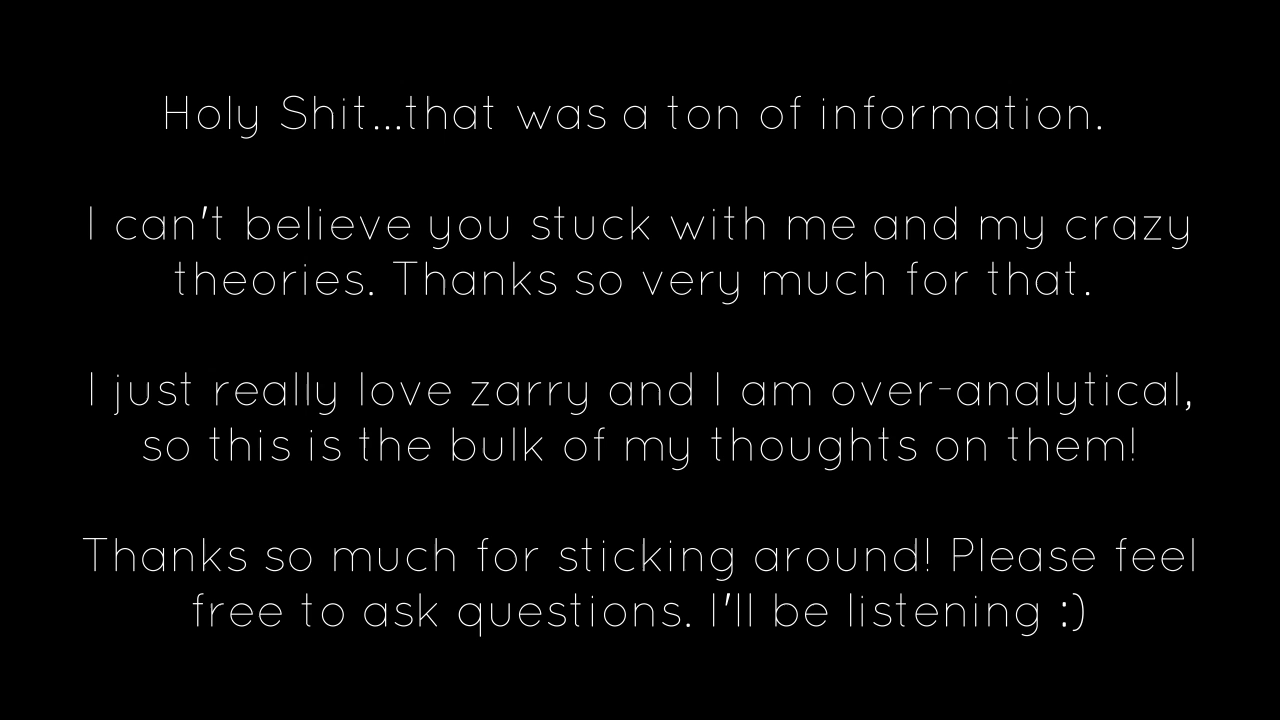 Holy Shit...that was a ton of information.
I can't believe you stuck with me and my crazy
theories. Thanks so very much for that.
I just really love zarry and I am over-analytical,
so this is the bulk of my thoughts on them!
Thanks so much for sticking around! Please feel
free to ask questions. I'll be listening :)